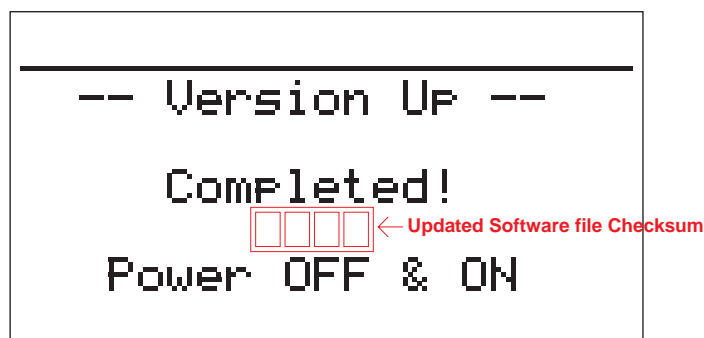 -- Version Up --
Completed!
Updated Software file Checksum
Power OFF & ON